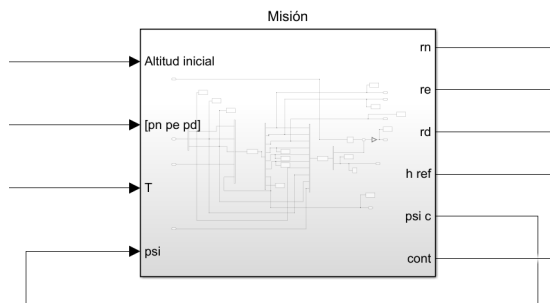 Misión
Altitud inicial
[pn pe pd]
T
psi
rn
re
rd
h ref
psi c
cont